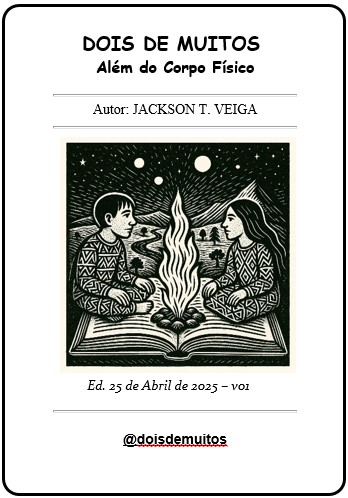 DOIS DE MUITOS
Além do Corpo Físico
Autor: JACKSON T. VEIGA
Ed. 25 de Abril de 2025 – v01
@doisdemuitos